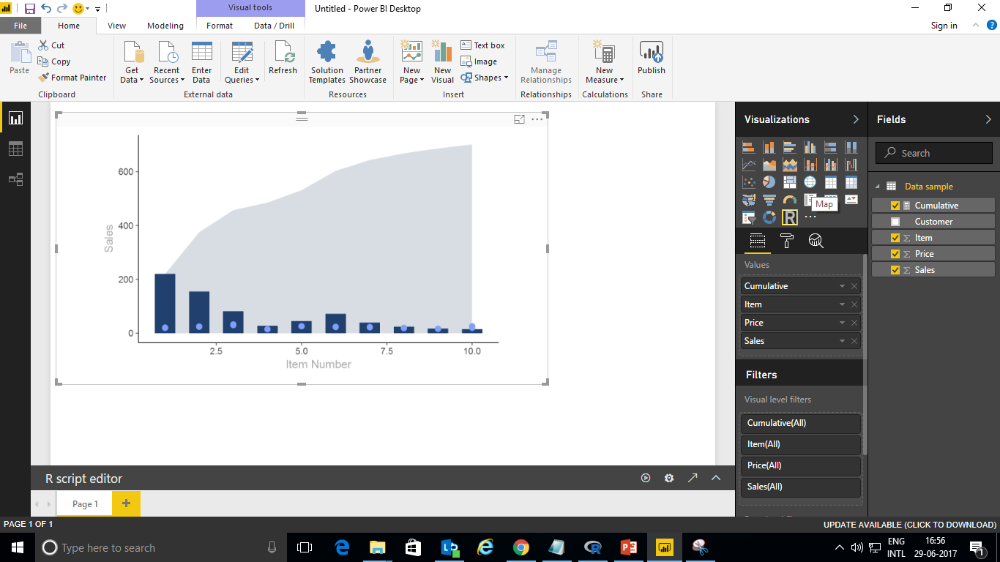 Visual tools
Untitled - Power BI Desktop
File
Home
View
Modeling
Format
Data / Drill
Sign in
Paste
Cut
Copy
Format Painter
Clipboard
Get Data
Recent Sources
Enter Data
Edit Queries
Refresh
External data
Solution Templates
Partner Showcase
Resources
New Page
New Visual
Text box
Image
Shapes
Insert
Manage Relationships
Relationships
New Measure
Calculations
Publish
Share
600
400
200
0
Sales
2.5
5.0
7.5
10.0
Item Number
Visualizations
R
Map
Values
Cumulative
Item
Price
Sales
Filters
Visual level filters
Cumulative(All)
Item(All)
Price(All)
Sales(All)
Fields
Search
Data sample
Cumulative
Customer
Item
Price
Sales
R script editor
Page 1
PAGE 1 OF 1
UPDATE AVAILABLE (CLICK TO DOWNLOAD)
Type here to search
ENG
INTL
16:56
29-06-2017
1